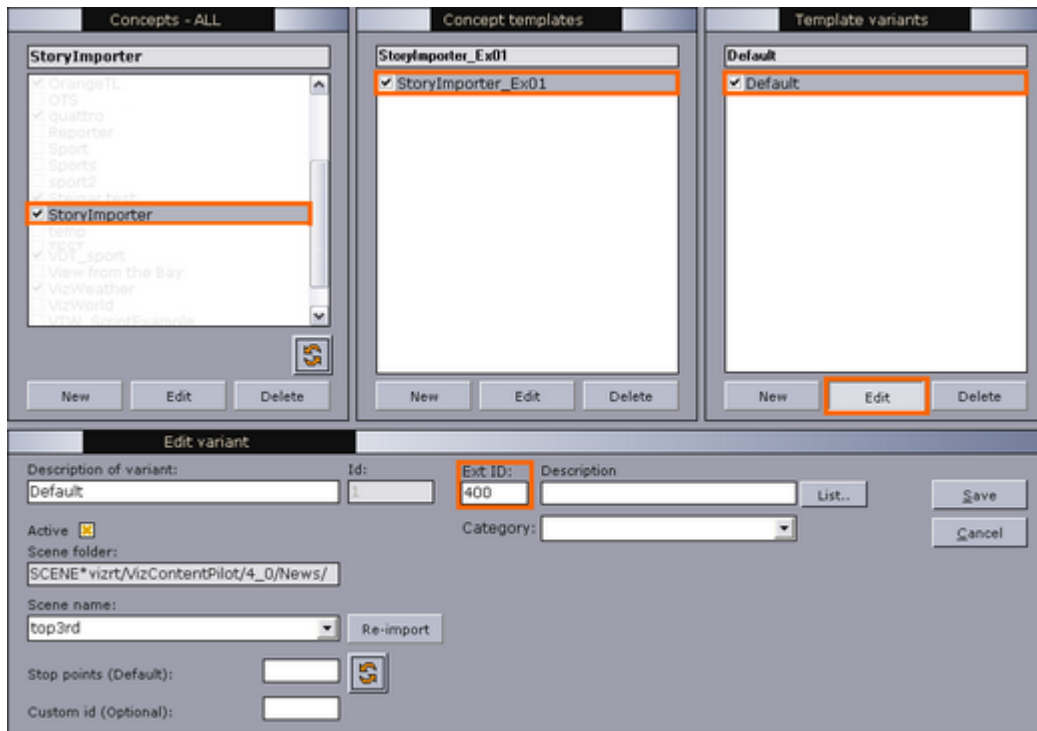 Concepts - ALL
StoryImporter
OrangeTL
OTS
quattro
Reporter
Sport
Sports
sport2
Steinar test
StoryImporter
temp
TEST
VDT_sport
View from the Bay
VizWeather
VizWorld
VTW_ScriptExample
New Edit Delete
Concept templates
StoryImporter_Ex01
StoryImporter_Ex01
New Edit Delete
Template variants
Default
Default
New Edit Delete
Edit variant
Description of variant: Id: Ext ID: Description
Default 1 400 List.. Save
Active Category: Cancel
Scene folder:
SCENE*vizrt/VizContentPilot/4_0/News/
Scene name:
top3rd Re-import
Stop points (Default):
Custom id (Optional):